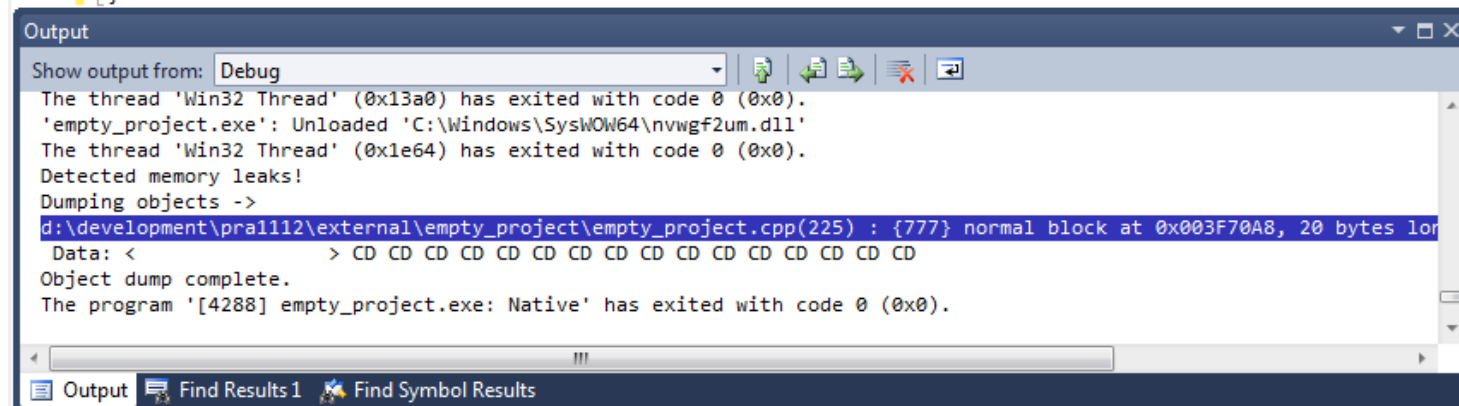 Output
Show output from: Debug
The thread 'Win32 Thread' (0x13a0) has exited with code 0 (0x0).
'empty_project.exe': Unloaded 'C:\Windows\SysWOW64\nvwgf2um.dll'
The thread 'Win32 Thread' (0x1e64) has exited with code 0 (0x0).
Detected memory leaks!
Dumping objects ->
d:\development\pra1112\external\empty_project\empty_project.cpp(225) : {777} normal block at 0x003F70A8, 20 bytes lon
Data: < > CD CD CD CD CD CD CD CD CD CD CD CD CD CD CD CD
Object dump complete.
The program '[4288] empty_project.exe: Native' has exited with code 0 (0x0).
Output Find Results 1 Find Symbol Results